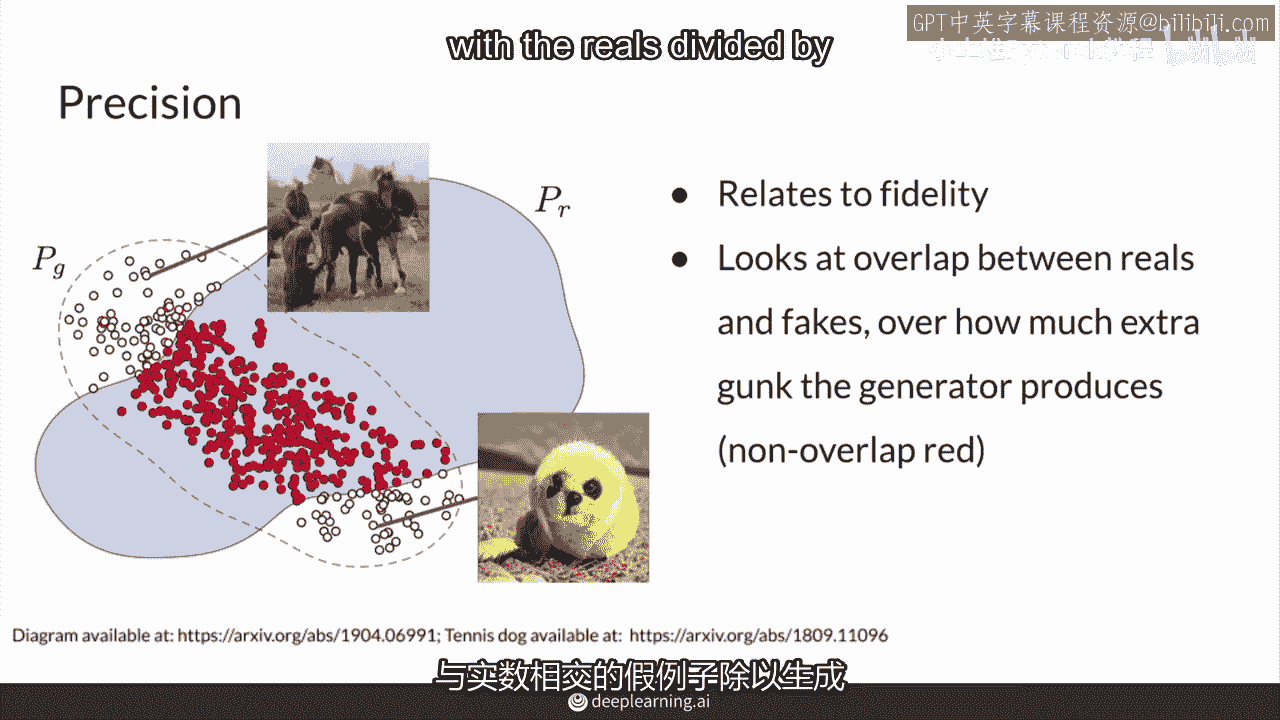 GPT中英字幕课程资源@bilibili.com
with the reals divided by
Precision
P_r
P_g
● Relates to fidelity
● Looks at overlap between reals
and fakes, over how much extra
gunk the generator produces
(non-overlap red)
Diagram available at: https://arxiv.org/abs/1904.06991; Tennis dog available at: https://arxiv.org/abs/1809.11096
与实数相交的假例子除以生成
deeplearning.ai